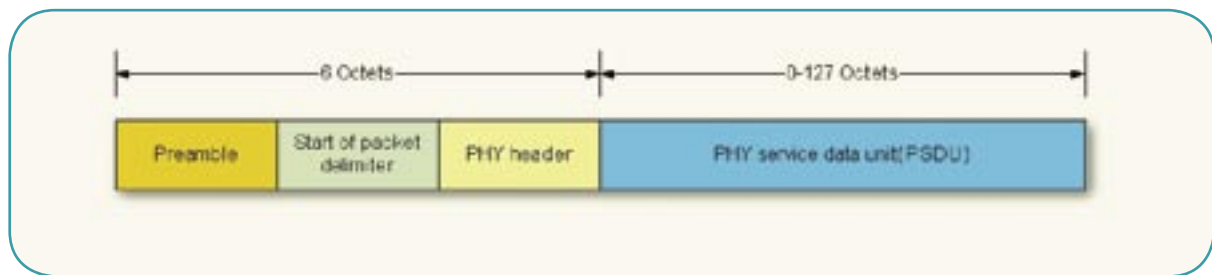 6 Octets
0-127 Octets
Preamble
Start of packet
delimiter
PHY header
PHY service data unit(PSDU)